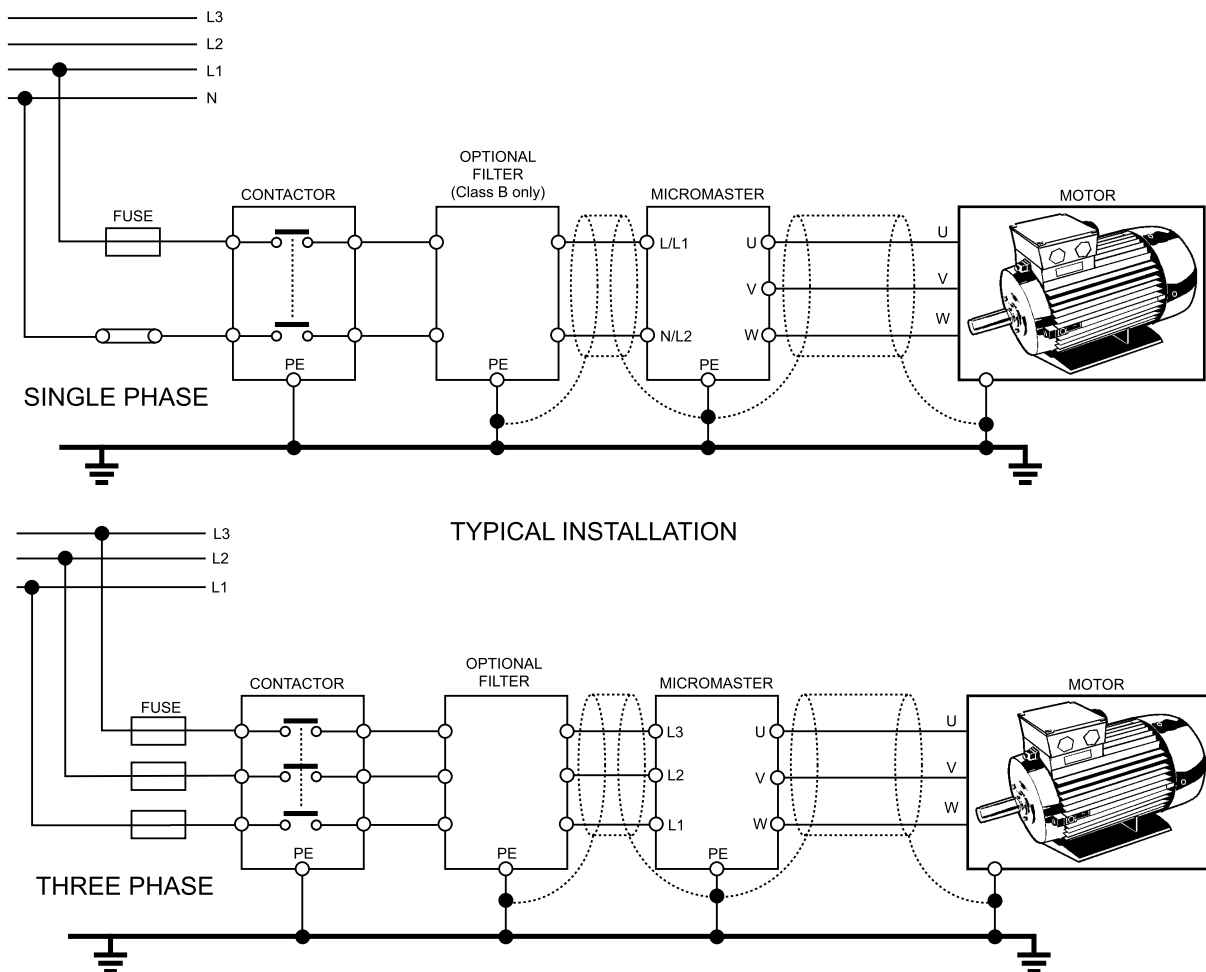 L3
L2
L1
N
OPTIONAL
FILTER
(Class B only)
CONTACTOR
MICROMASTER
MOTOR
FUSE
L/L1
U
U
V
V
N/L2
W
W
PE
PE
PE
SINGLE PHASE
TYPICAL INSTALLATION
L3
L2
L1
OPTIONAL
FILTER
CONTACTOR
MICROMASTER
MOTOR
FUSE
L3
U
U
L2
V
V
L1
W
W
PE
PE
PE
THREE PHASE